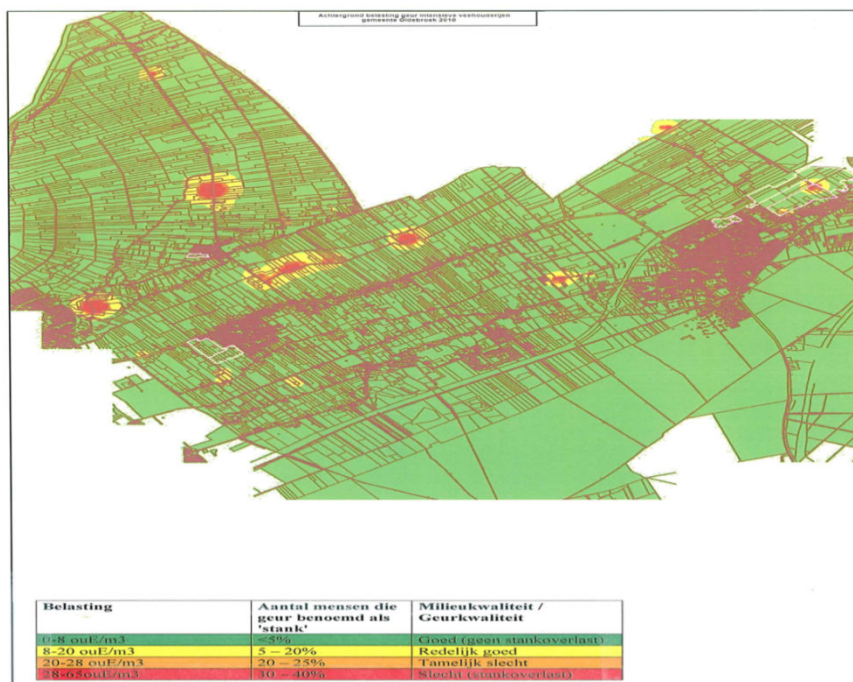 Achtergrond belasting geur intensieve veehouderijen
gemeente Oldebroek 2010
Belasting Aantal mensen die geur benoemd als 'stank' Milieukwaliteit / Geurkwaliteit
0-8 ouE/m3 <5% Goed (geen stankoverlast)
8-20 ouE/m3 5 – 20% Redelijk goed
20-28 ouE/m3 20 – 25% Tamelijk slecht
28-65ouE/m3 30 – 40% Slecht (stankoverlast)